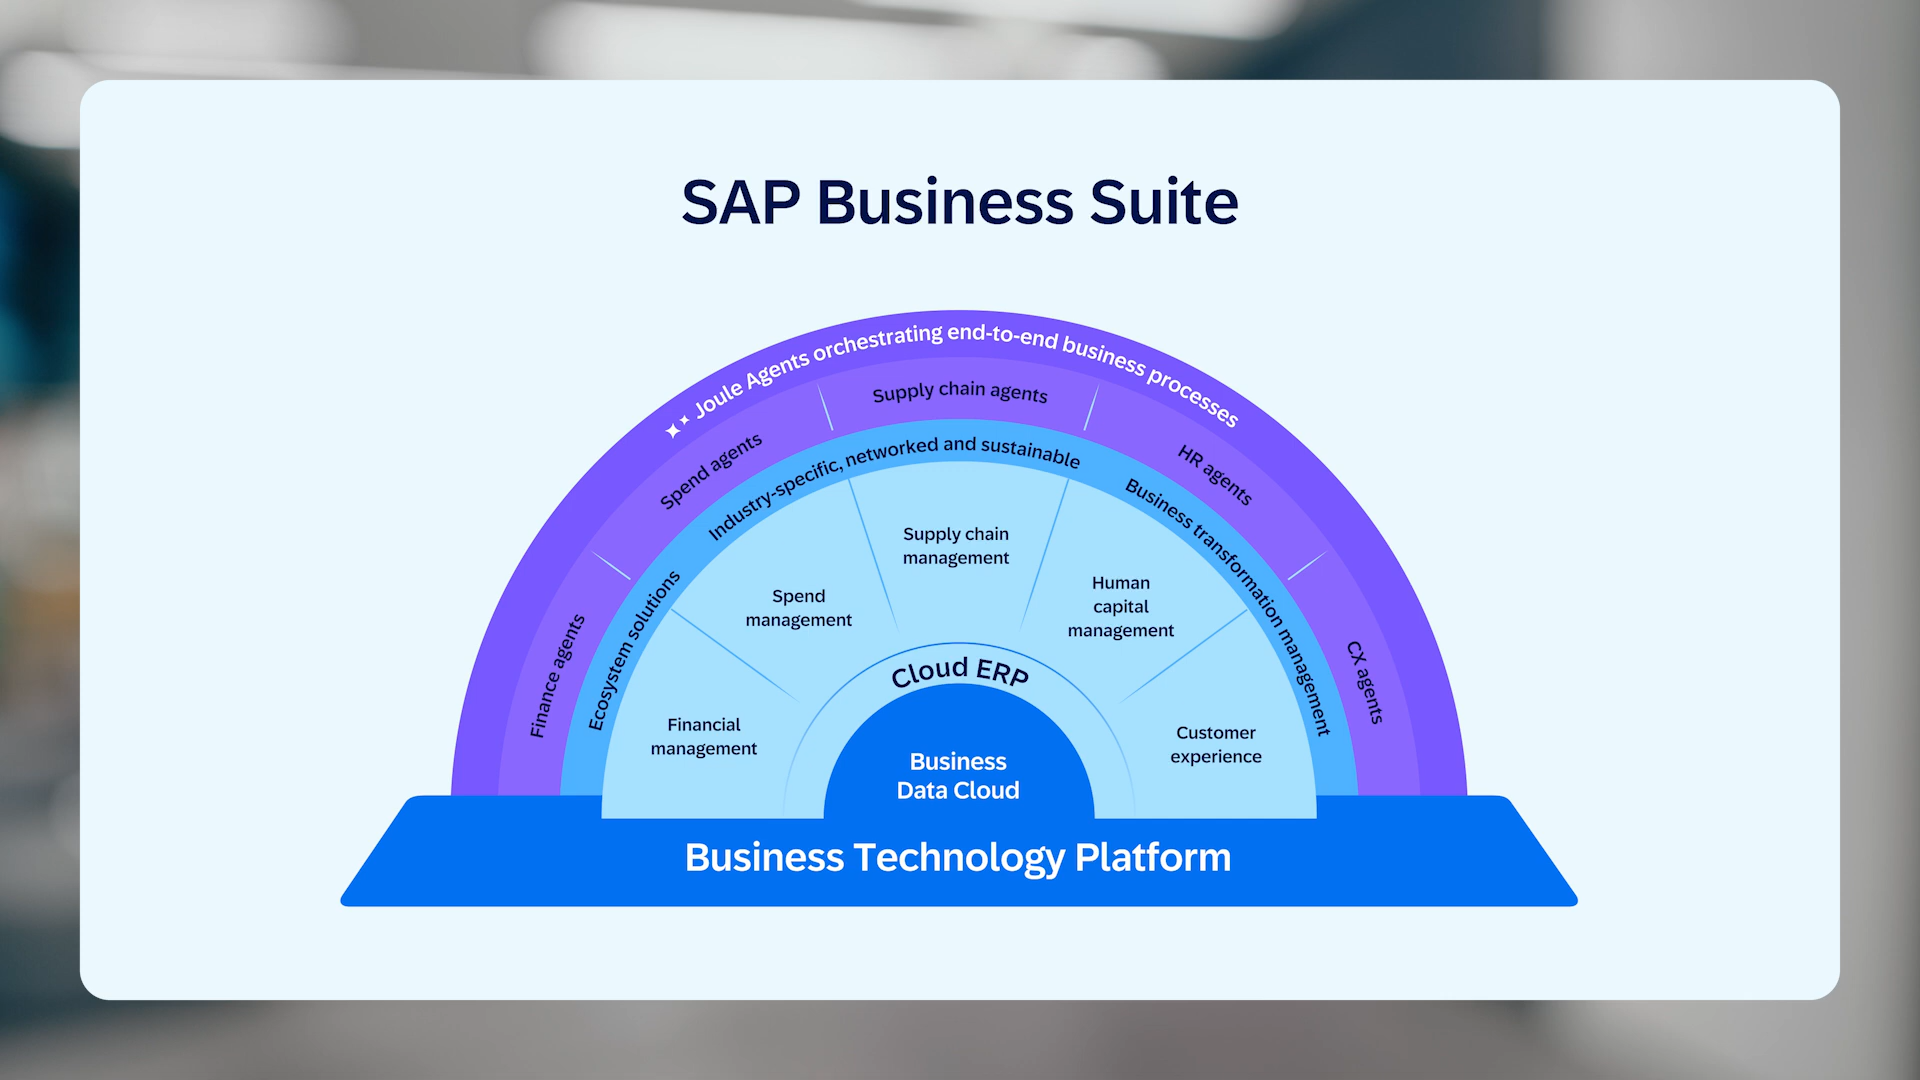 SAP Business Suite
Joule Agents orchestrating end-to-end business processes
Finance agents
Spend agents
Supply chain agents
HR agents
CX agents
Ecosystem solutions
Industry-specific, networked and sustainable
Business transformation management
Financial
management
Spend
management
Supply chain
management
Human
capital
management
Customer
experience
Cloud ERP
Business
Data Cloud
Business Technology Platform